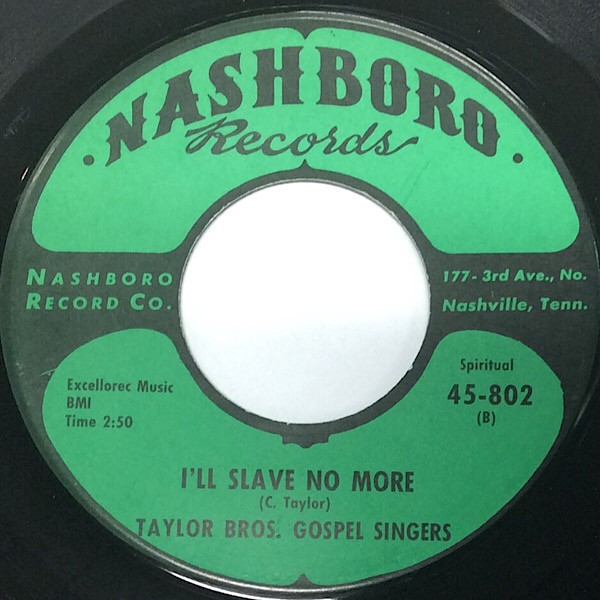 NASHBORO
Records
NASHBORO
RECORD CO.
177-3rd Ave., No.
Nashville, Tenn.
Excellorec Music
BMI
Time 2:50
Spiritual
45-802
(B)
I'LL SLAVE NO MORE
(C. Taylor)
TAYLOR BROS. GOSPEL SINGERS